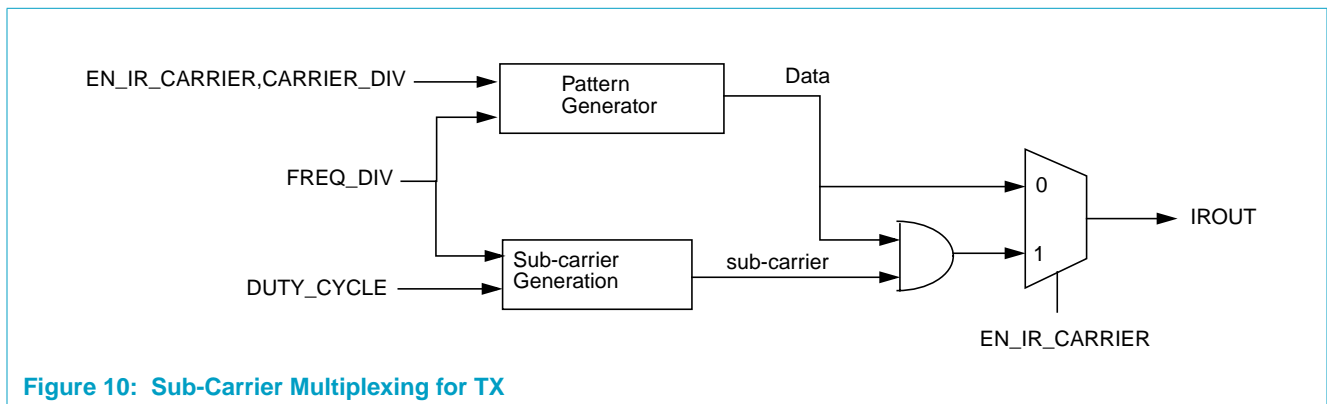 EN_IR_CARRIER,CARRIER_DIV
Pattern
Generator
Data
FREQ_DIV
0
IROUT
Sub-carrier
Generation
sub-carrier
1
DUTY_CYCLE
EN_IR_CARRIER
Figure 10: Sub-Carrier Multiplexing for TX